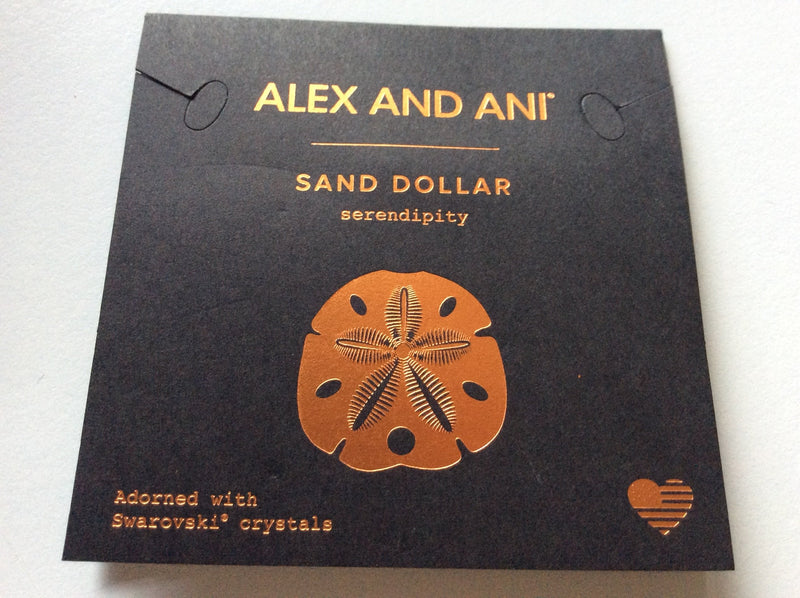 ALEX AND ANI®
SAND DOLLAR
serendipity
Adorned with
Swarovski® crystals